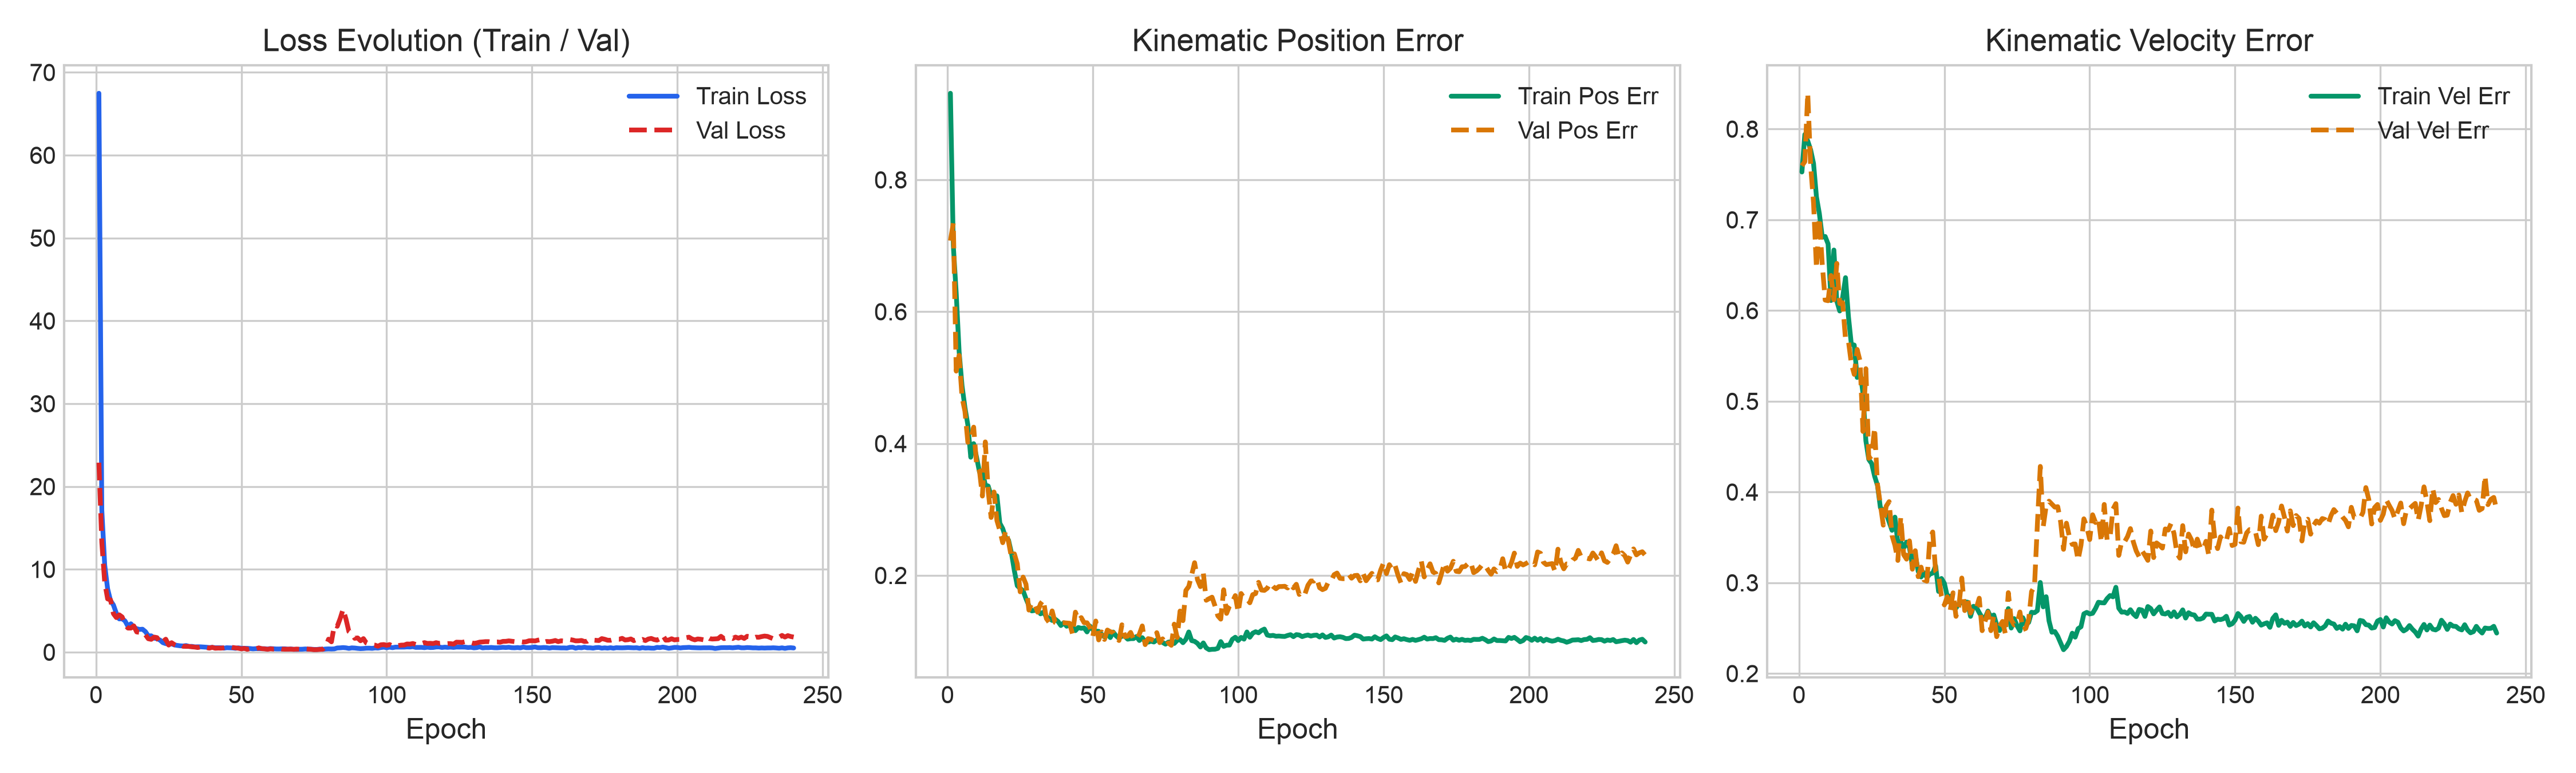 Loss Evolution (Train / Val)
70
60
50
40
30
20
10
0
0 50 100 150 200 250
Epoch
Train Loss
Val Loss
Kinematic Position Error
0.8
0.6
0.4
0.2
0 50 100 150 200 250
Epoch
Train Pos Err
Val Pos Err
Kinematic Velocity Error
0.8
0.7
0.6
0.5
0.4
0.3
0.2
0 50 100 150 200 250
Epoch
Train Vel Err
Val Vel Err